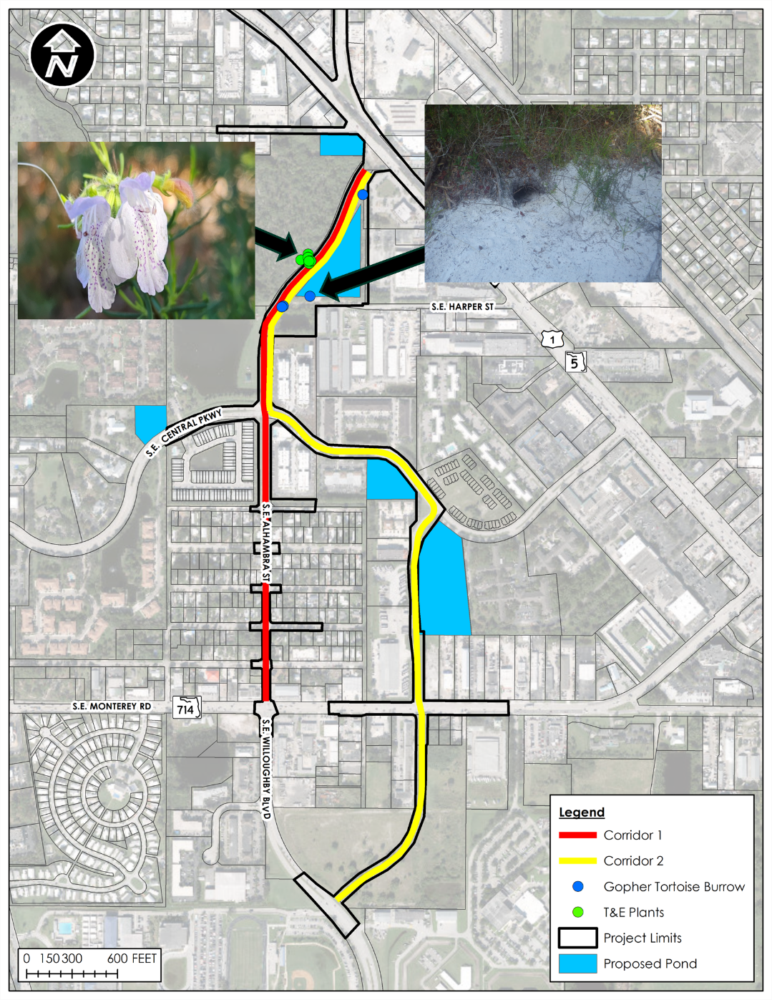 N
S.E. HARPER ST
1
5
S.E. CENTRAL PKWY
S.E. ALHAMBRA ST
S.E. MONTEREY RD
714
S.E. WILLOUGHBY BLVD
Legend
Corridor 1
Corridor 2
Gopher Tortoise Burrow
T&E Plants
Project Limits
Proposed Pond
0 150 300 600 FEET